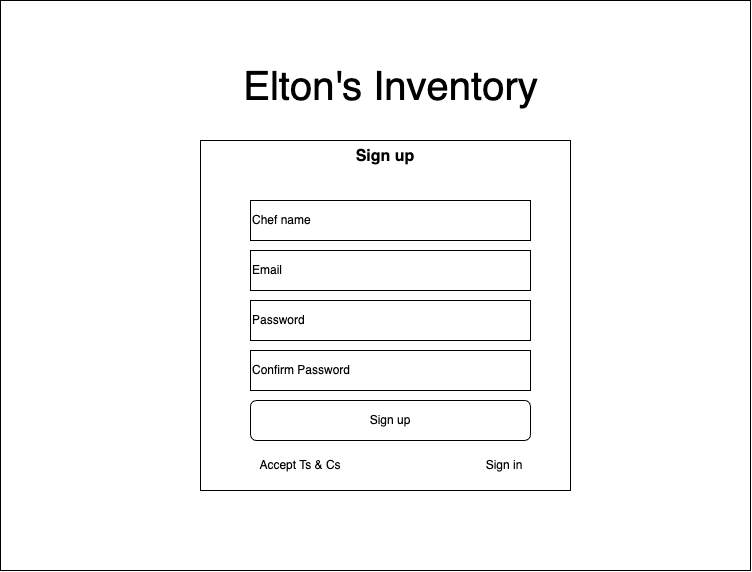 Elton's Inventory
Sign up
Chef name
Email
Password
Confirm Password
Sign up
Accept Ts & Cs Sign in